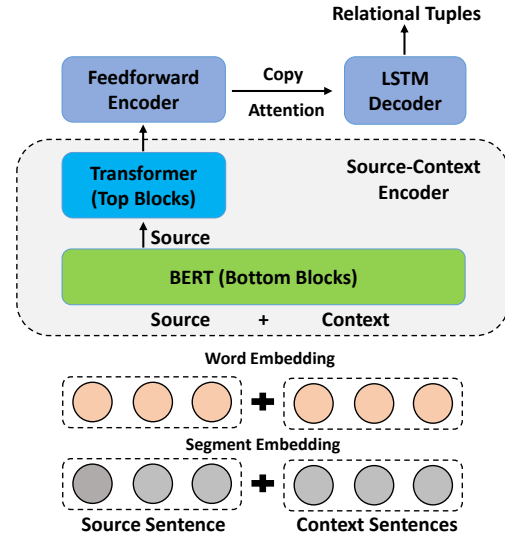 Relational Tuples
Feedforward
Encoder
Copy
Attention
LSTM
Decoder
Transformer
(Top Blocks)
Source-Context
Encoder
Source
BERT (Bottom Blocks)
Source + Context
Word Embedding
Segment Embedding
Source Sentence Context Sentences